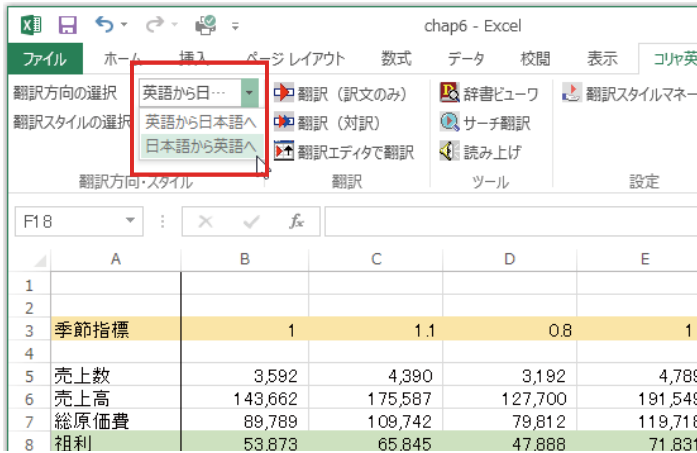 chap6 - Excel
ファイル ホーム 挿入 ページ レイアウト 数式 データ 校閲 表示 コリャ英
翻訳方向の選択 英語から日… 翻訳（訳文のみ） 辞書ビューワ 翻訳スタイルマネー
翻訳スタイルの選択 英語から日本語へ 翻訳（対訳） サーチ翻訳
日本語から英語へ 翻訳エディタで翻訳 読み上げ
翻訳方向・スタイル 翻訳 ツール 設定
F18 fx
A B C D E
1
2
3 季節指標 1 1.1 0.8 1
4
5 売上数 3,592 4,390 3,192 4,789
6 売上高 143,662 175,587 127,700 191,549
7 総原価費 89,789 109,742 79,812 119,718
8 祖利 53,873 65,845 47,888 71,831